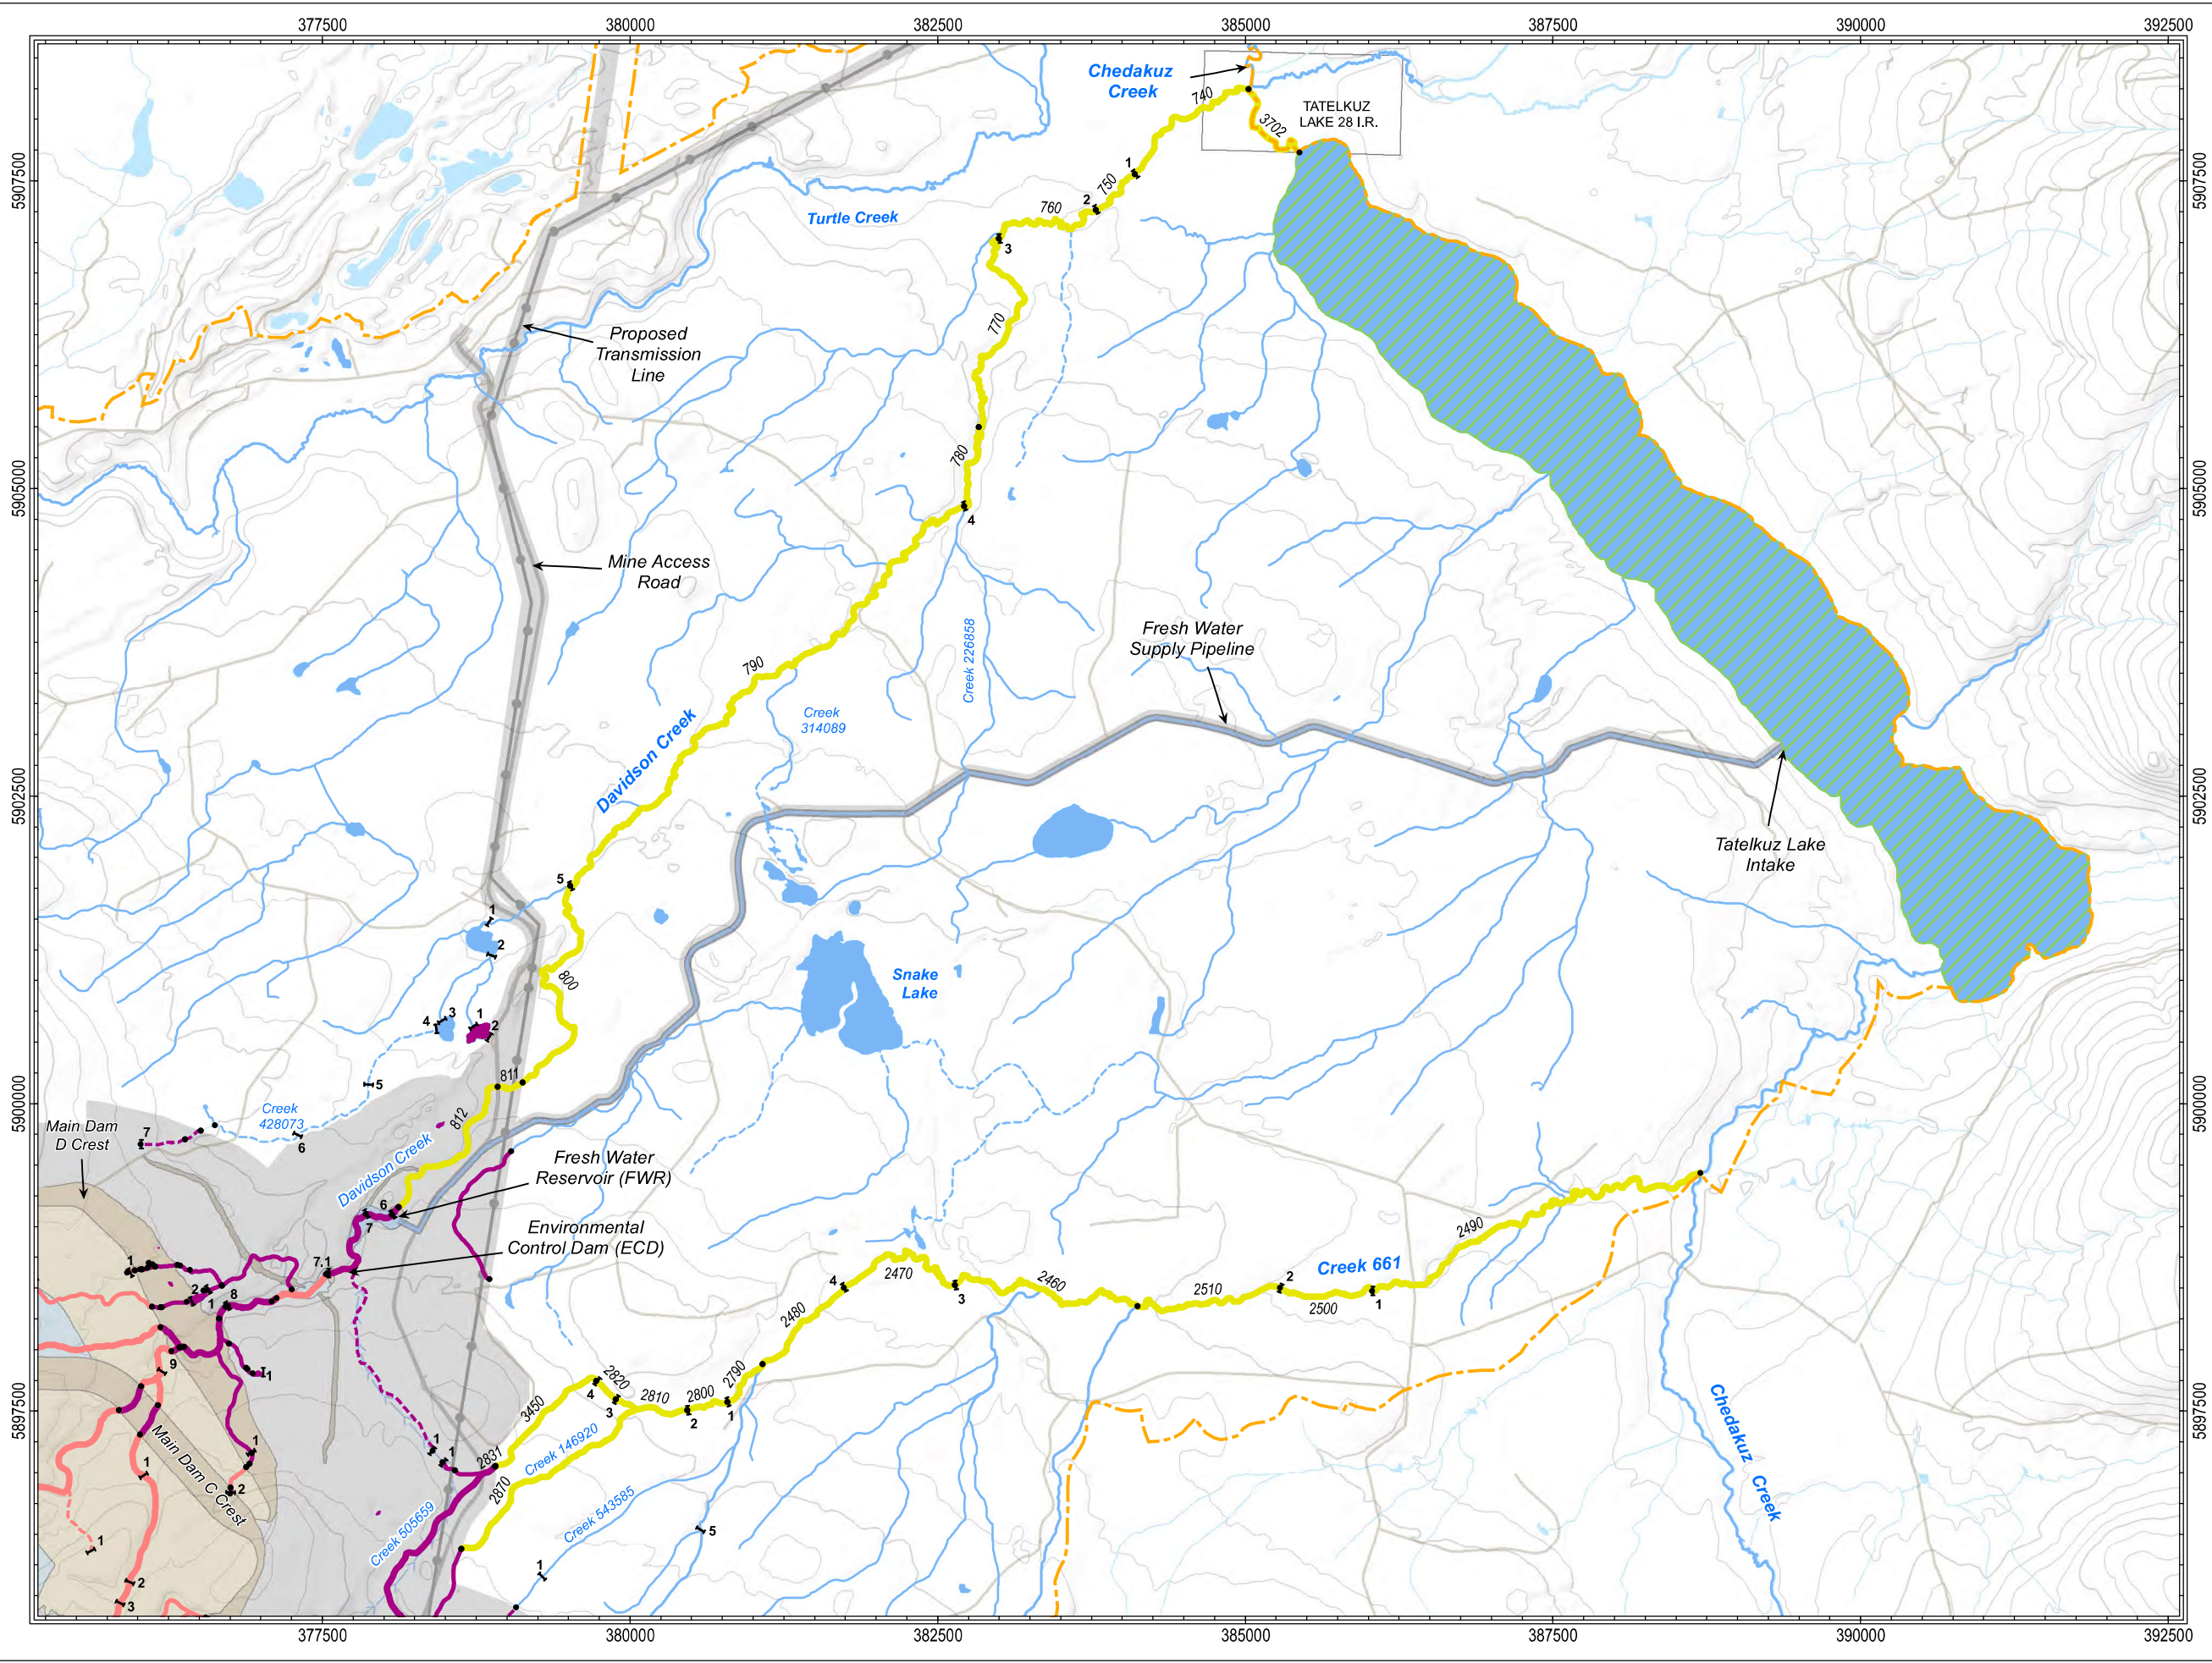 377500
380000
382500
385000
387500
390000
392500
5907500
5905000
5902500
5900000
5897500
5907500
5905000
5902500
5900000
5897500
Chedakuz
Creek
740
TATELKUZ
LAKE 28 I.R.
3702
1
750
2
760
3
Turtle Creek
770
Proposed
Transmission
Line
780
4
Mine Access
Road
Fresh Water
Supply Pipeline
Creek 226858
790
Creek
314089
Davidson Creek
Tatelkuz Lake
Intake
5
1
2
800
Snake
Lake
3
4
1
2
5
811
812
Creek
428073
6
7
Main Dam
D Crest
Davidson Creek
Fresh Water
Reservoir (FWR)
6
7
Environmental
Control Dam (ECD)
7.1
1
2
1
8
9
1
2490
Creek 661
2470
2460
4
3
2510
2
2500
1
2480
2790
2820
4
3
2810
2800
2
1
3450
Creek 146920
2831
2870
Creek 543585
Creek 505659
5
1
1
1
Main Dam C Crest
1
2
1
1
2
3
Chedakuz Creek
377500
380000
382500
385000
387500
390000
392500